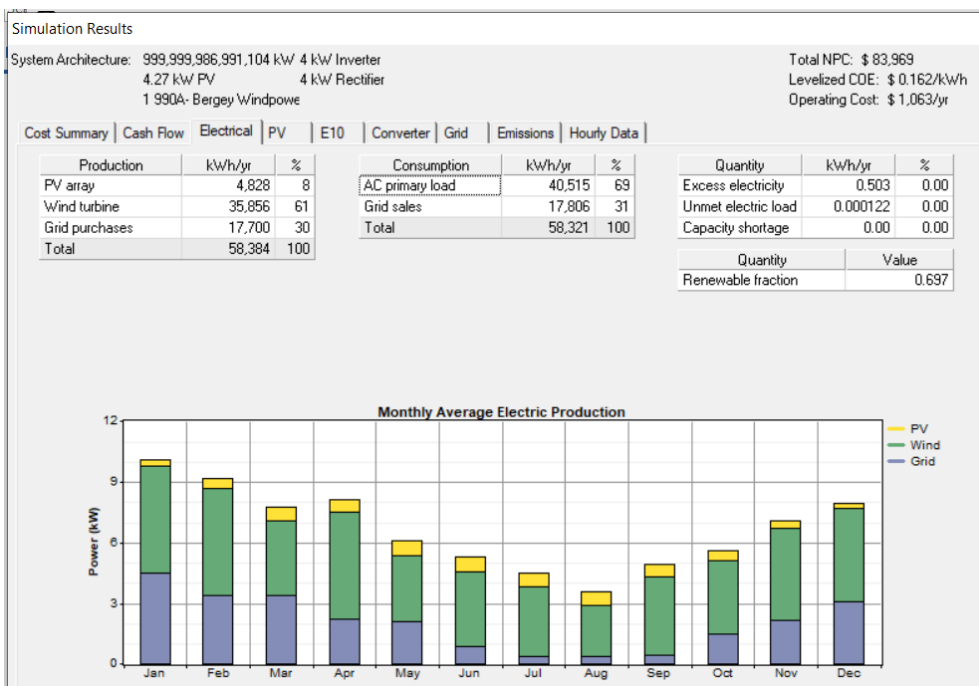 Simulation Results
System Architecture: 999,999,986,991,104 kW 4 kW Inverter
4.27 kW PV 4 kW Rectifier
1 990A- Bergey Windpowe
Total NPC: $ 83,969
Levelized COE: $ 0.162/kWh
Operating Cost: $ 1,063/yr
Cost Summary Cash Flow Electrical PV E10 Converter Grid Emissions Hourly Data
Production kWh/yr %
PV array 4,828 8
Wind turbine 35,856 61
Grid purchases 17,700 30
Total 58,384 100
Consumption kWh/yr %
AC primary load 40,515 69
Grid sales 17,806 31
Total 58,321 100
Quantity kWh/yr %
Excess electricity 0.503 0.00
Unmet electric load 0.000122 0.00
Capacity shortage 0.00 0.00
Quantity Value
Renewable fraction 0.697
Monthly Average Electric Production
Power (kW)
12
9
6
3
0
Jan Feb Mar Apr May Jun Jul Aug Sep Oct Nov Dec
PV
Wind
Grid